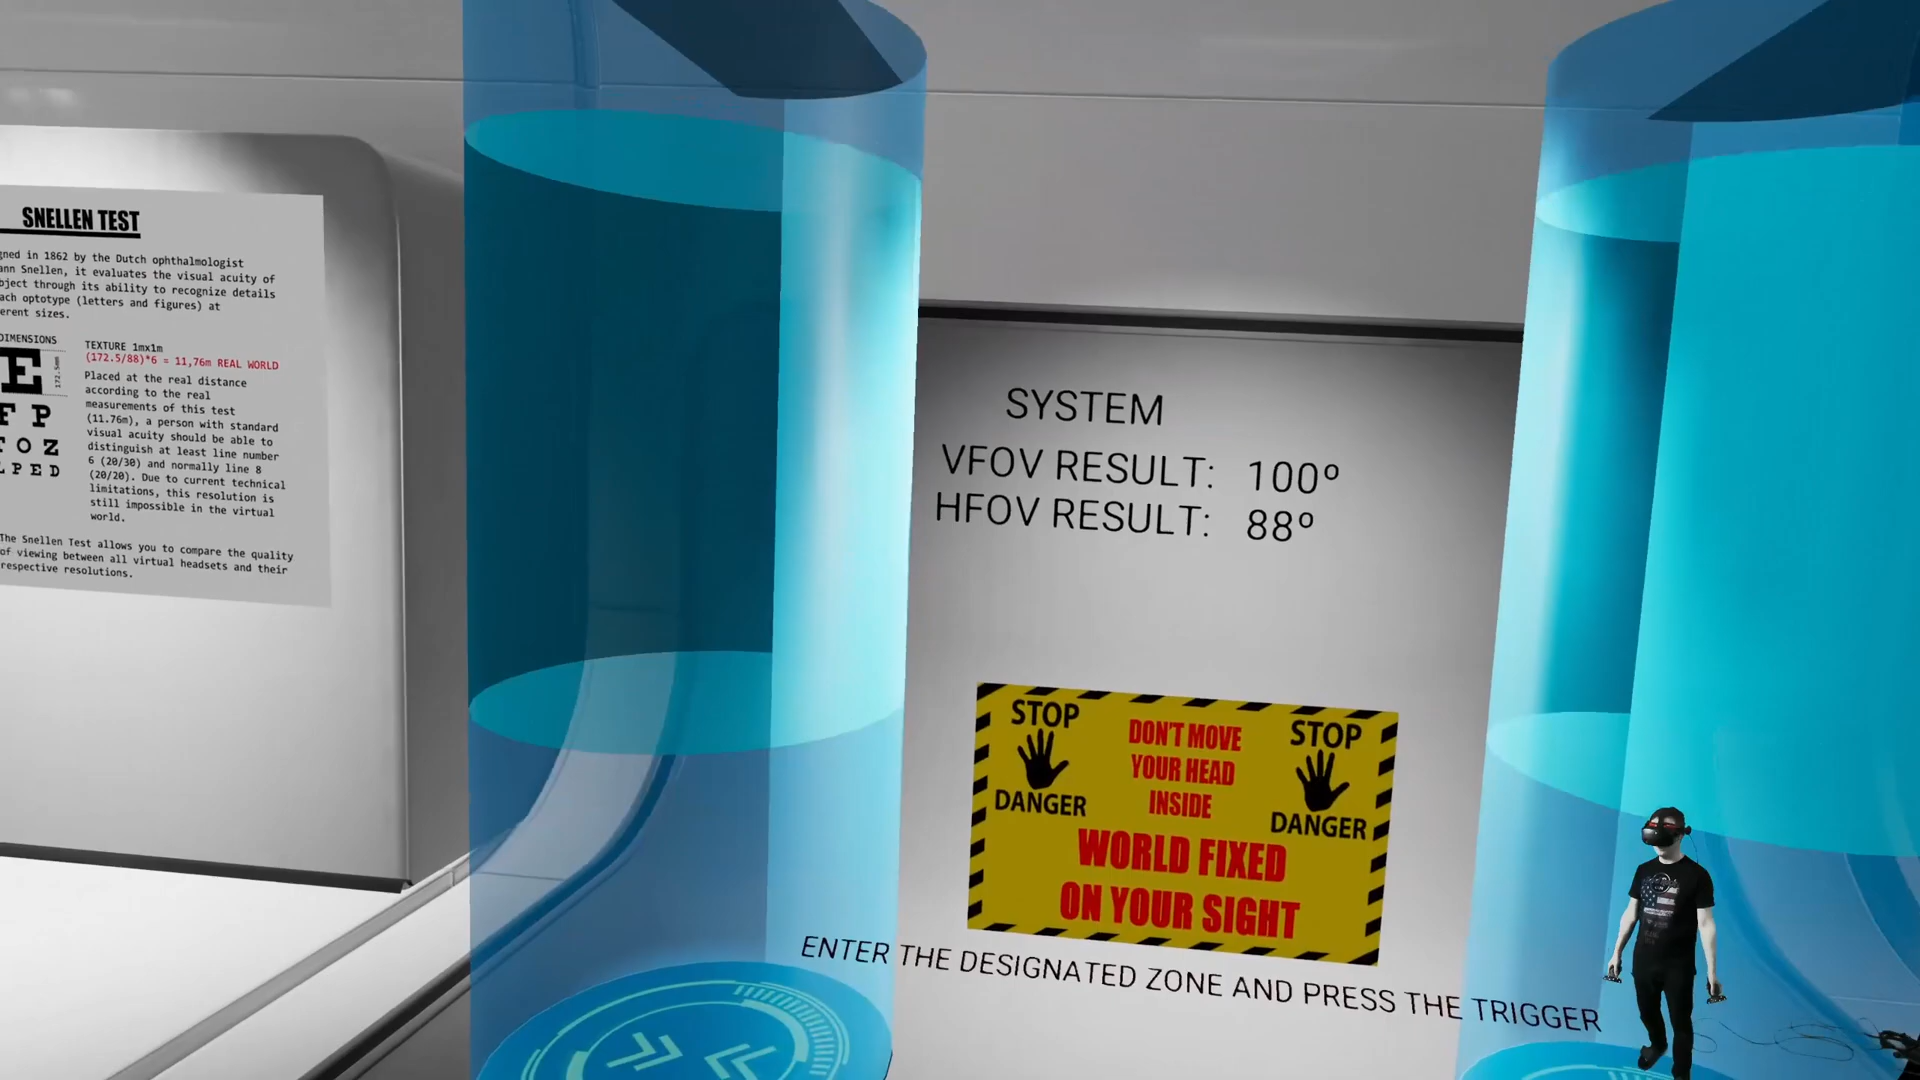 SNELLEN TEST
gned in 1862 by the Dutch ophthalmologist
ann Snellen, it evaluates the visual acuity of
bject through its ability to recognize details
ach optotype (letters and figures) at
erent sizes.
DIMENSIONS
E
172.5mm
F P
T O Z
L P E D
TEXTURE 1mx1m
(172.5/88)*6 = 11,76m REAL WORLD
Placed at the real distance
according to the real
measurements of this test
(11.76m), a person with standard
visual acuity should be able to
distinguish at least line number
6 (20/30) and normally line 8
(20/20). Due to current technical
limitations, this resolution is
still impossible in the virtual
world.
The Snellen Test allows you to compare the quality
of viewing between all virtual headsets and their
respective resolutions.
SYSTEM
VFOV RESULT: 100º
HFOV RESULT: 88º
STOP
DANGER
DON'T MOVE
YOUR HEAD
INSIDE
STOP
DANGER
WORLD FIXED
ON YOUR SIGHT
ENTER THE DESIGNATED ZONE AND PRESS THE TRIGGER